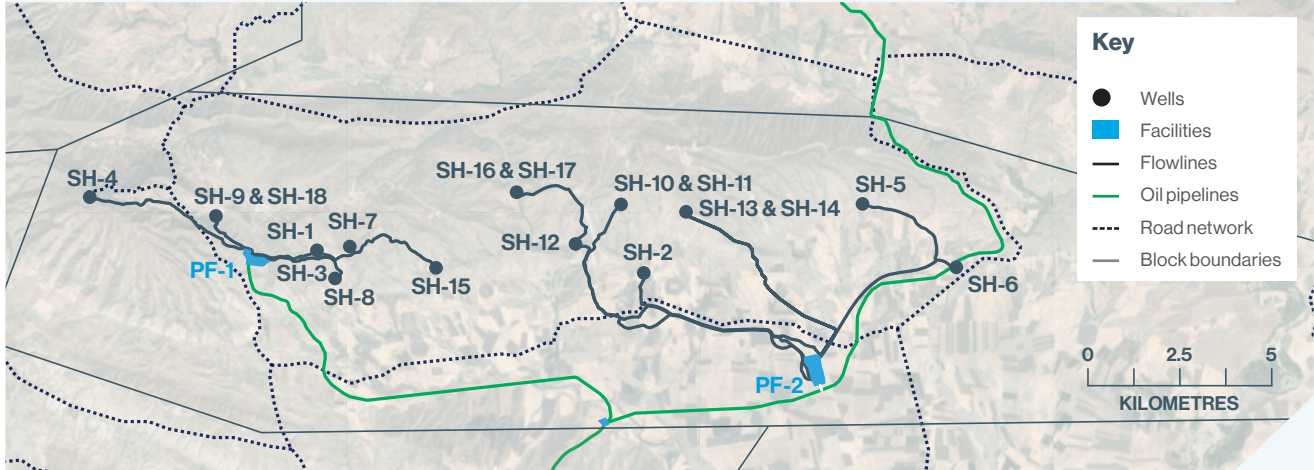 Key
Wells
Facilities
Flowlines
Oil pipelines
Road network
Block boundaries
SH-4
SH-9 & SH-18
SH-1
SH-7
SH-16 & SH-17
SH-10 & SH-11
SH-13 & SH-14
SH-5
SH-12
SH-2
PF-1
SH-3
SH-8
SH-15
SH-6
PF-2
0 2.5 5
KILOMETRES